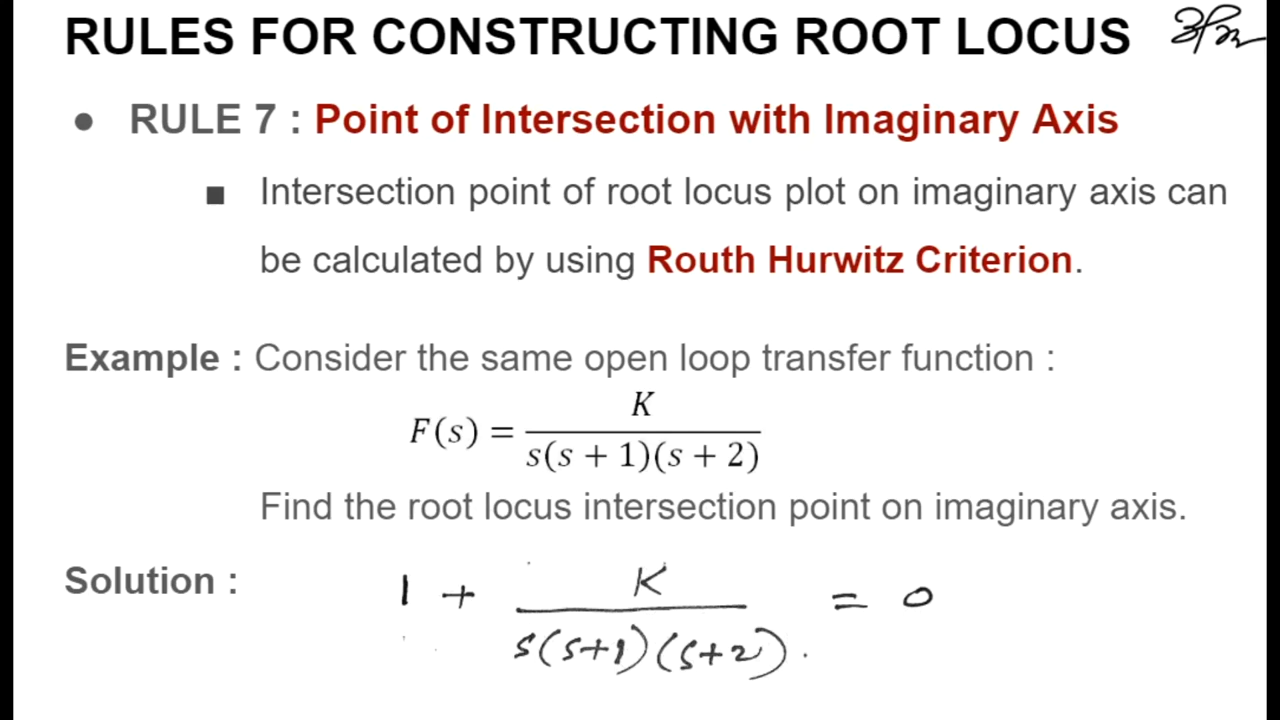 RULES FOR CONSTRUCTING ROOT LOCUS
● RULE 7 : Point of Intersection with Imaginary Axis
■ Intersection point of root locus plot on imaginary axis can
be calculated by using Routh Hurwitz Criterion.
Example : Consider the same open loop transfer function :
F(s) = K / s(s + 1)(s + 2)
Find the root locus intersection point on imaginary axis.
Solution : 1 + K / s(s+1)(s+2) = 0